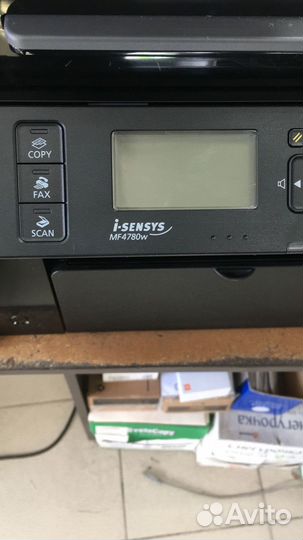 COPY
FAX
SCAN
i-SENSYS
MF4780w
Avito